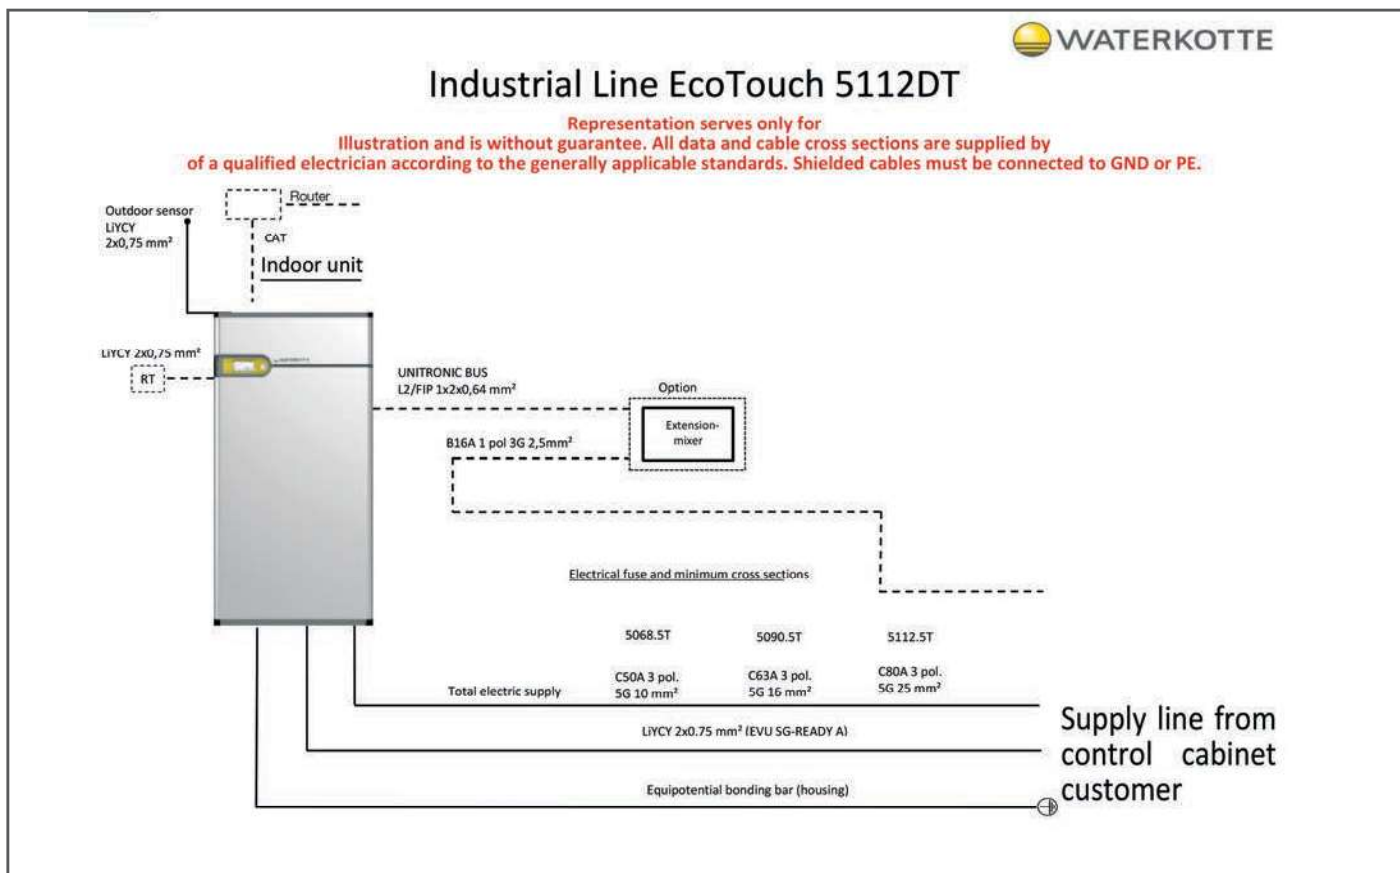 WATERKOTTE
Industrial Line EcoTouch 5112DT
Representation serves only for
Illustration and is without guarantee. All data and cable cross sections are supplied by
of a qualified electrician according to the generally applicable standards. Shielded cables must be connected to GND or PE.
Router
Outdoor sensor
LiYCY
2x0,75 mm²
CAT
Indoor unit
LiYCY 2x0,75 mm²
RT
UNITRONIC BUS
L2/FIP 1x2x0,64 mm²
Option
Extension-
mixer
B16A 1 pol 3G 2,5mm²
Electrical fuse and minimum cross sections
5068.5T 5090.5T 5112.5T
C50A 3 pol. C63A 3 pol. C80A 3 pol.
Total electric supply 5G 10 mm² 5G 16 mm² 5G 25 mm²
LiYCY 2x0.75 mm² (EVU SG-READY A)
Equipotential bonding bar (housing)
Supply line from
control cabinet
customer